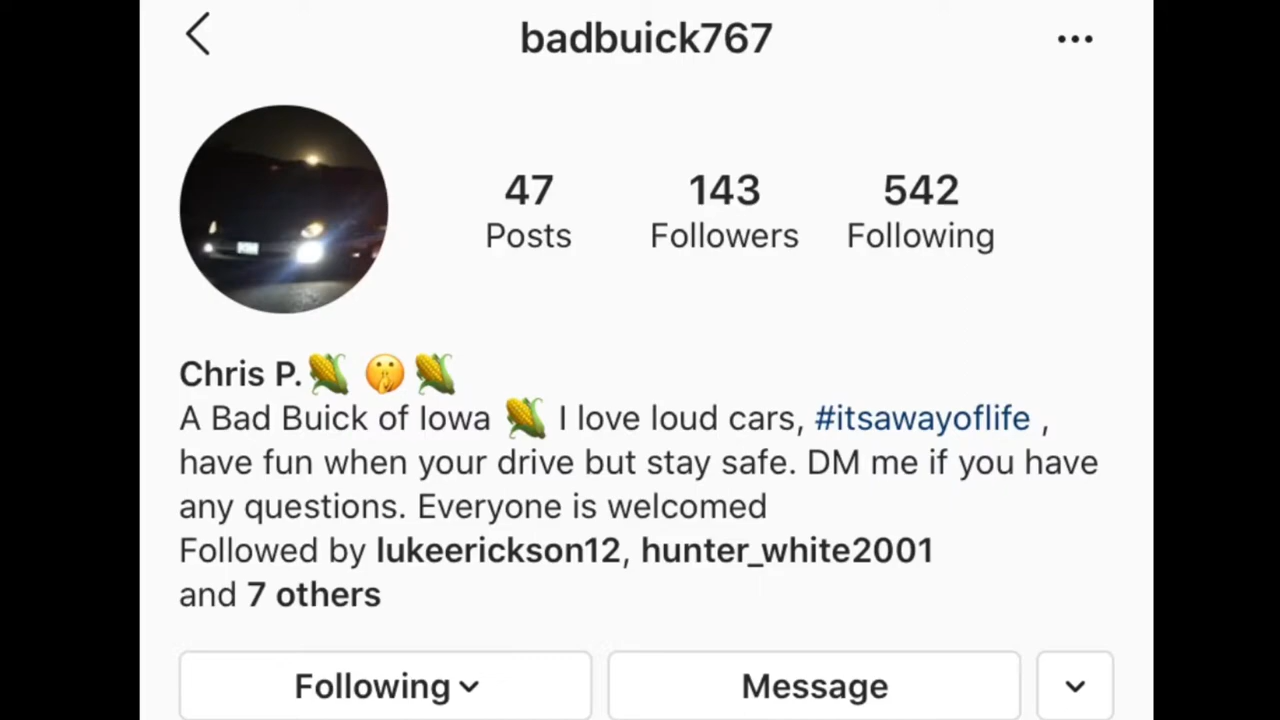 badbuick767
47 143 542
Posts Followers Following
Chris P.🌽 🤫 🌽
A Bad Buick of Iowa 🌽 I love loud cars, #itsawayoflife ,
have fun when your drive but stay safe. DM me if you have
any questions. Everyone is welcomed
Followed by lukeerickson12, hunter_white2001
and 7 others
Following Message